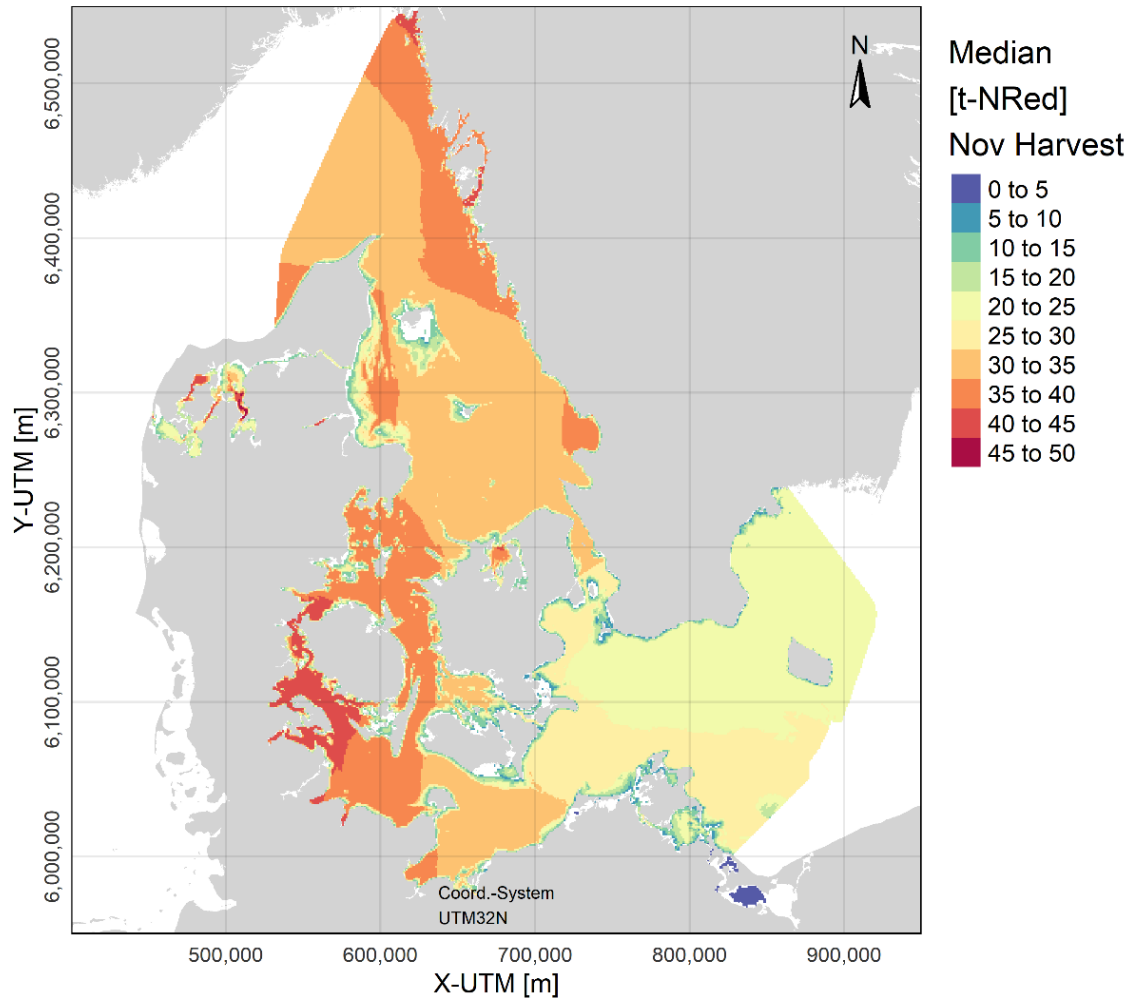 N
Median
[t-NRed]
Nov Harvest
0 to 5
5 to 10
10 to 15
15 to 20
20 to 25
25 to 30
30 to 35
35 to 40
40 to 45
45 to 50
Y-UTM [m]
6,500,000
6,400,000
6,300,000
6,200,000
6,100,000
6,000,000
Coord.-System
UTM32N
500,000 600,000 700,000 800,000 900,000
X-UTM [m]